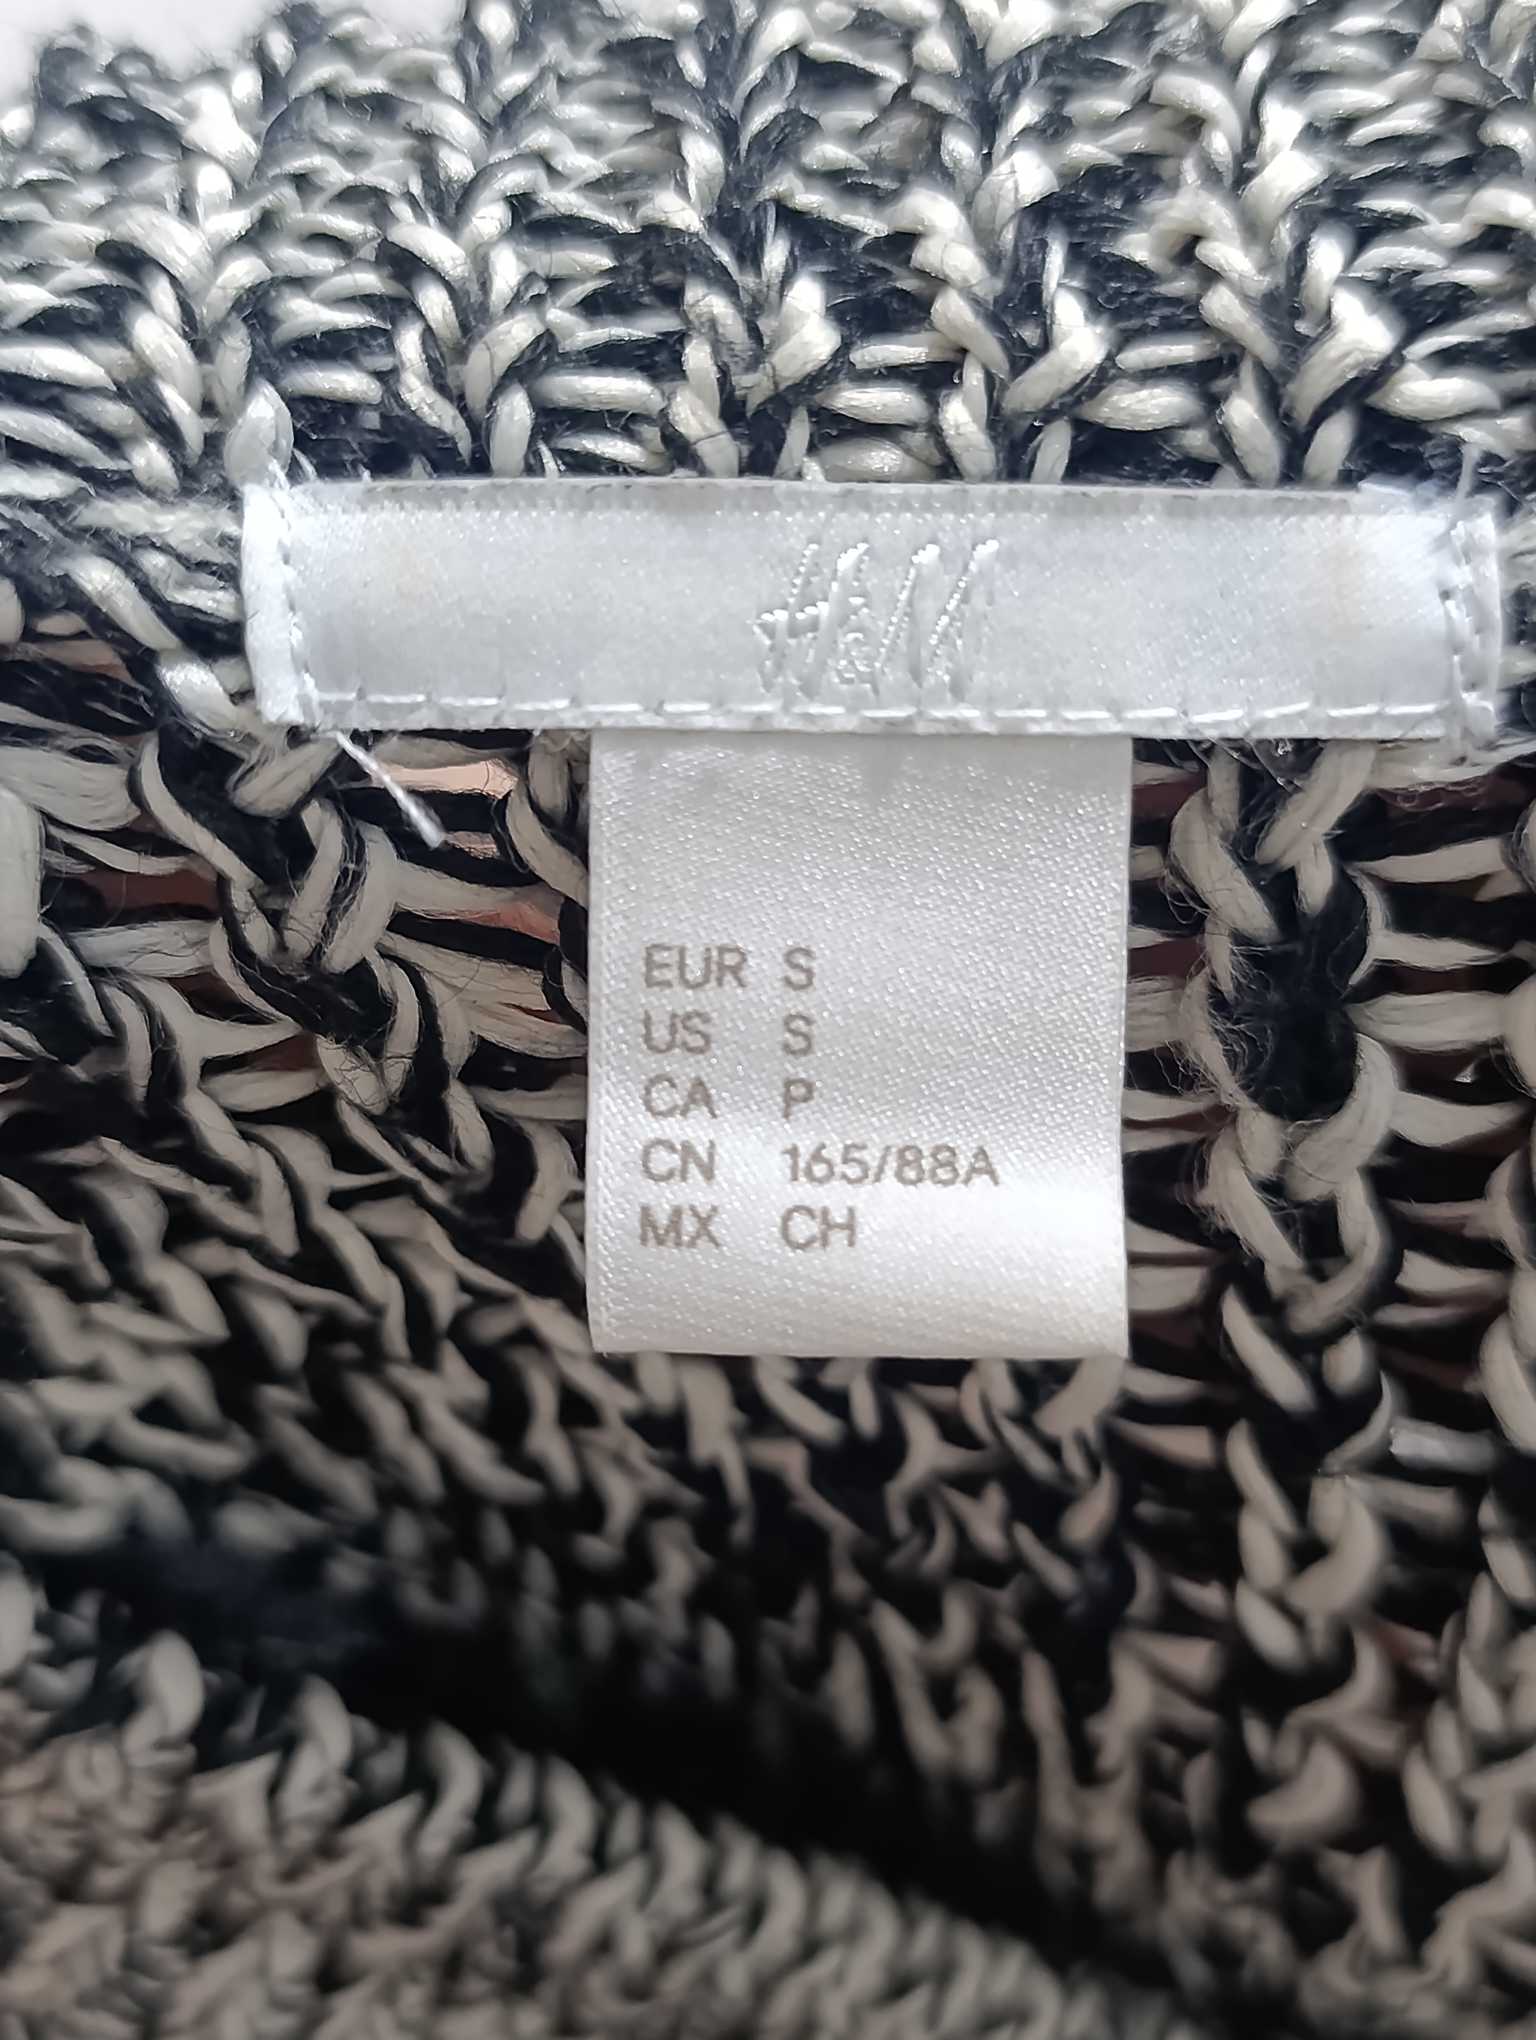 H&M
EUR S
US S
CA P
CN 165/88A
MX CH